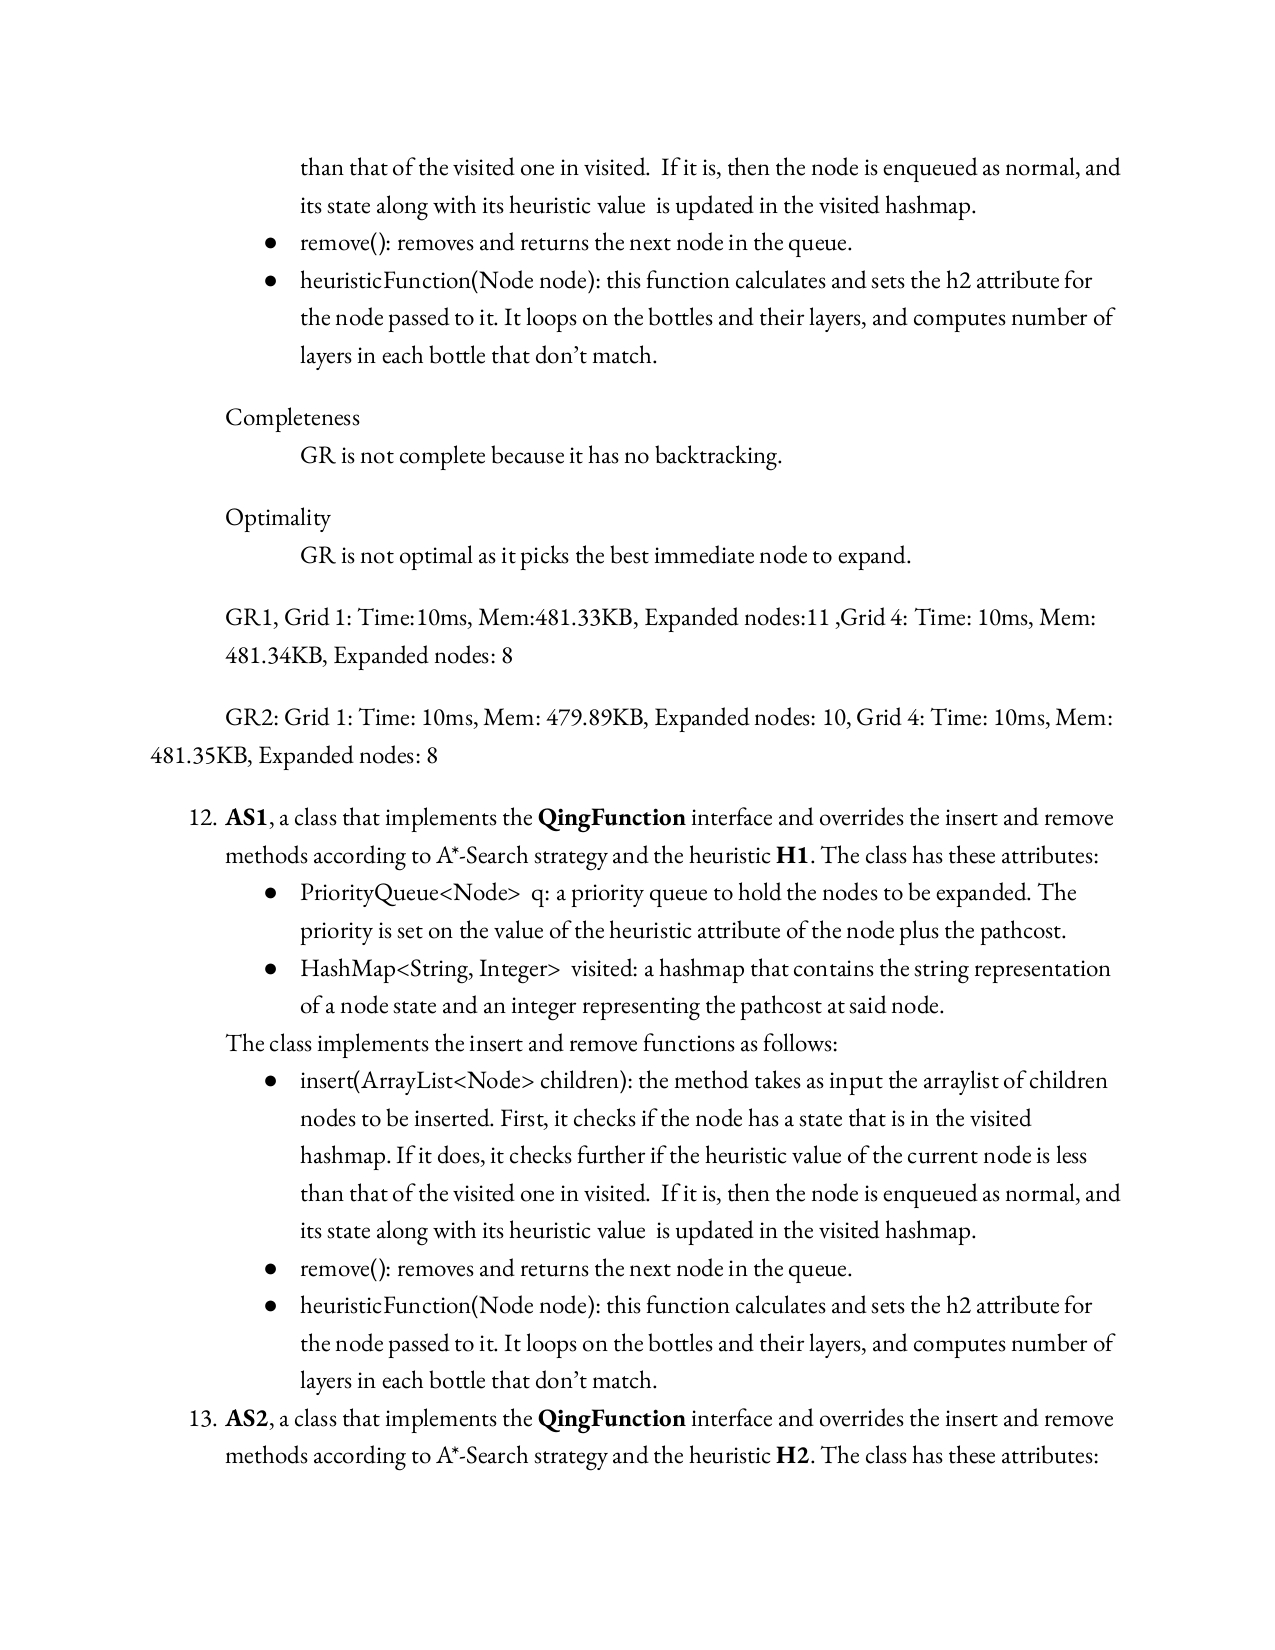 than that of the visited one in visited.  If it is, then the node is enqueued as normal, and
its state along with its heuristic value  is updated in the visited hashmap.
● remove(): removes and returns the next node in the queue.
● heuristicFunction(Node node): this function calculates and sets the h2 attribute for
the node passed to it. It loops on the bottles and their layers, and computes number of
layers in each bottle that don’t match.
Completeness
GR is not complete because it has no backtracking.
Optimality
GR is not optimal as it picks the best immediate node to expand.
GR1, Grid 1: Time:10ms, Mem:481.33KB, Expanded nodes:11 ,Grid 4: Time: 10ms, Mem:
481.34KB, Expanded nodes: 8
GR2: Grid 1: Time: 10ms, Mem: 479.89KB, Expanded nodes: 10, Grid 4: Time: 10ms, Mem:
481.35KB, Expanded nodes: 8
12. AS1, a class that implements the QingFunction interface and overrides the insert and remove
methods according to A*-Search strategy and the heuristic H1. The class has these attributes:
● PriorityQueue<Node>  q: a priority queue to hold the nodes to be expanded. The
priority is set on the value of the heuristic attribute of the node plus the pathcost.
● HashMap<String, Integer>  visited: a hashmap that contains the string representation
of a node state and an integer representing the pathcost at said node.
The class implements the insert and remove functions as follows:
● insert(ArrayList<Node> children): the method takes as input the arraylist of children
nodes to be inserted. First, it checks if the node has a state that is in the visited
hashmap. If it does, it checks further if the heuristic value of the current node is less
than that of the visited one in visited.  If it is, then the node is enqueued as normal, and
its state along with its heuristic value  is updated in the visited hashmap.
● remove(): removes and returns the next node in the queue.
● heuristicFunction(Node node): this function calculates and sets the h2 attribute for
the node passed to it. It loops on the bottles and their layers, and computes number of
layers in each bottle that don’t match.
13. AS2, a class that implements the QingFunction interface and overrides the insert and remove
methods according to A*-Search strategy and the heuristic H2. The class has these attributes: